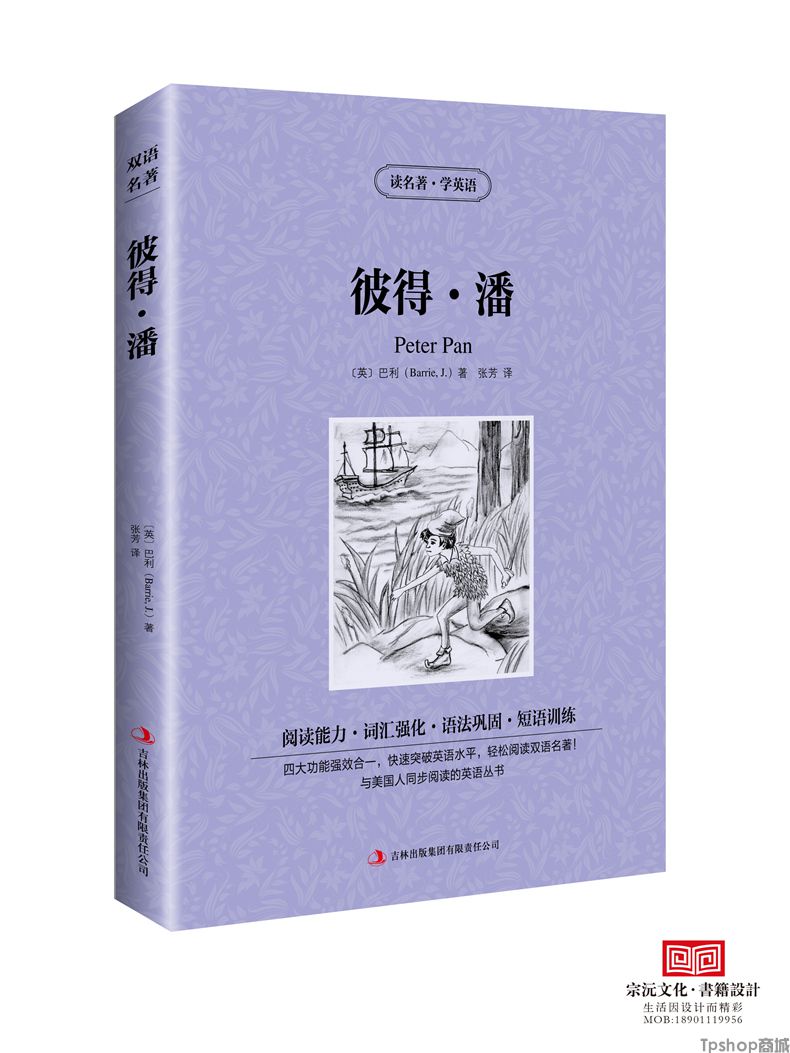 双语
名著
彼得·潘
〔英〕巴利（Barrie, J.）著
张芳 译
吉林出版集团有限责任公司
读名著·学英语
彼得·潘
Peter Pan
〔英〕巴利（Barrie, J.）著 张芳 译
阅读能力·词汇强化·语法巩固·短语训练
四大功能强效合一，快速突破英语水平，轻松阅读双语名著！
与美国人同步阅读的英语丛书
吉林出版集团有限责任公司
宗沅文化·書籍設計
生活因设计而精彩
MOB:18901119956
Tpshop商城